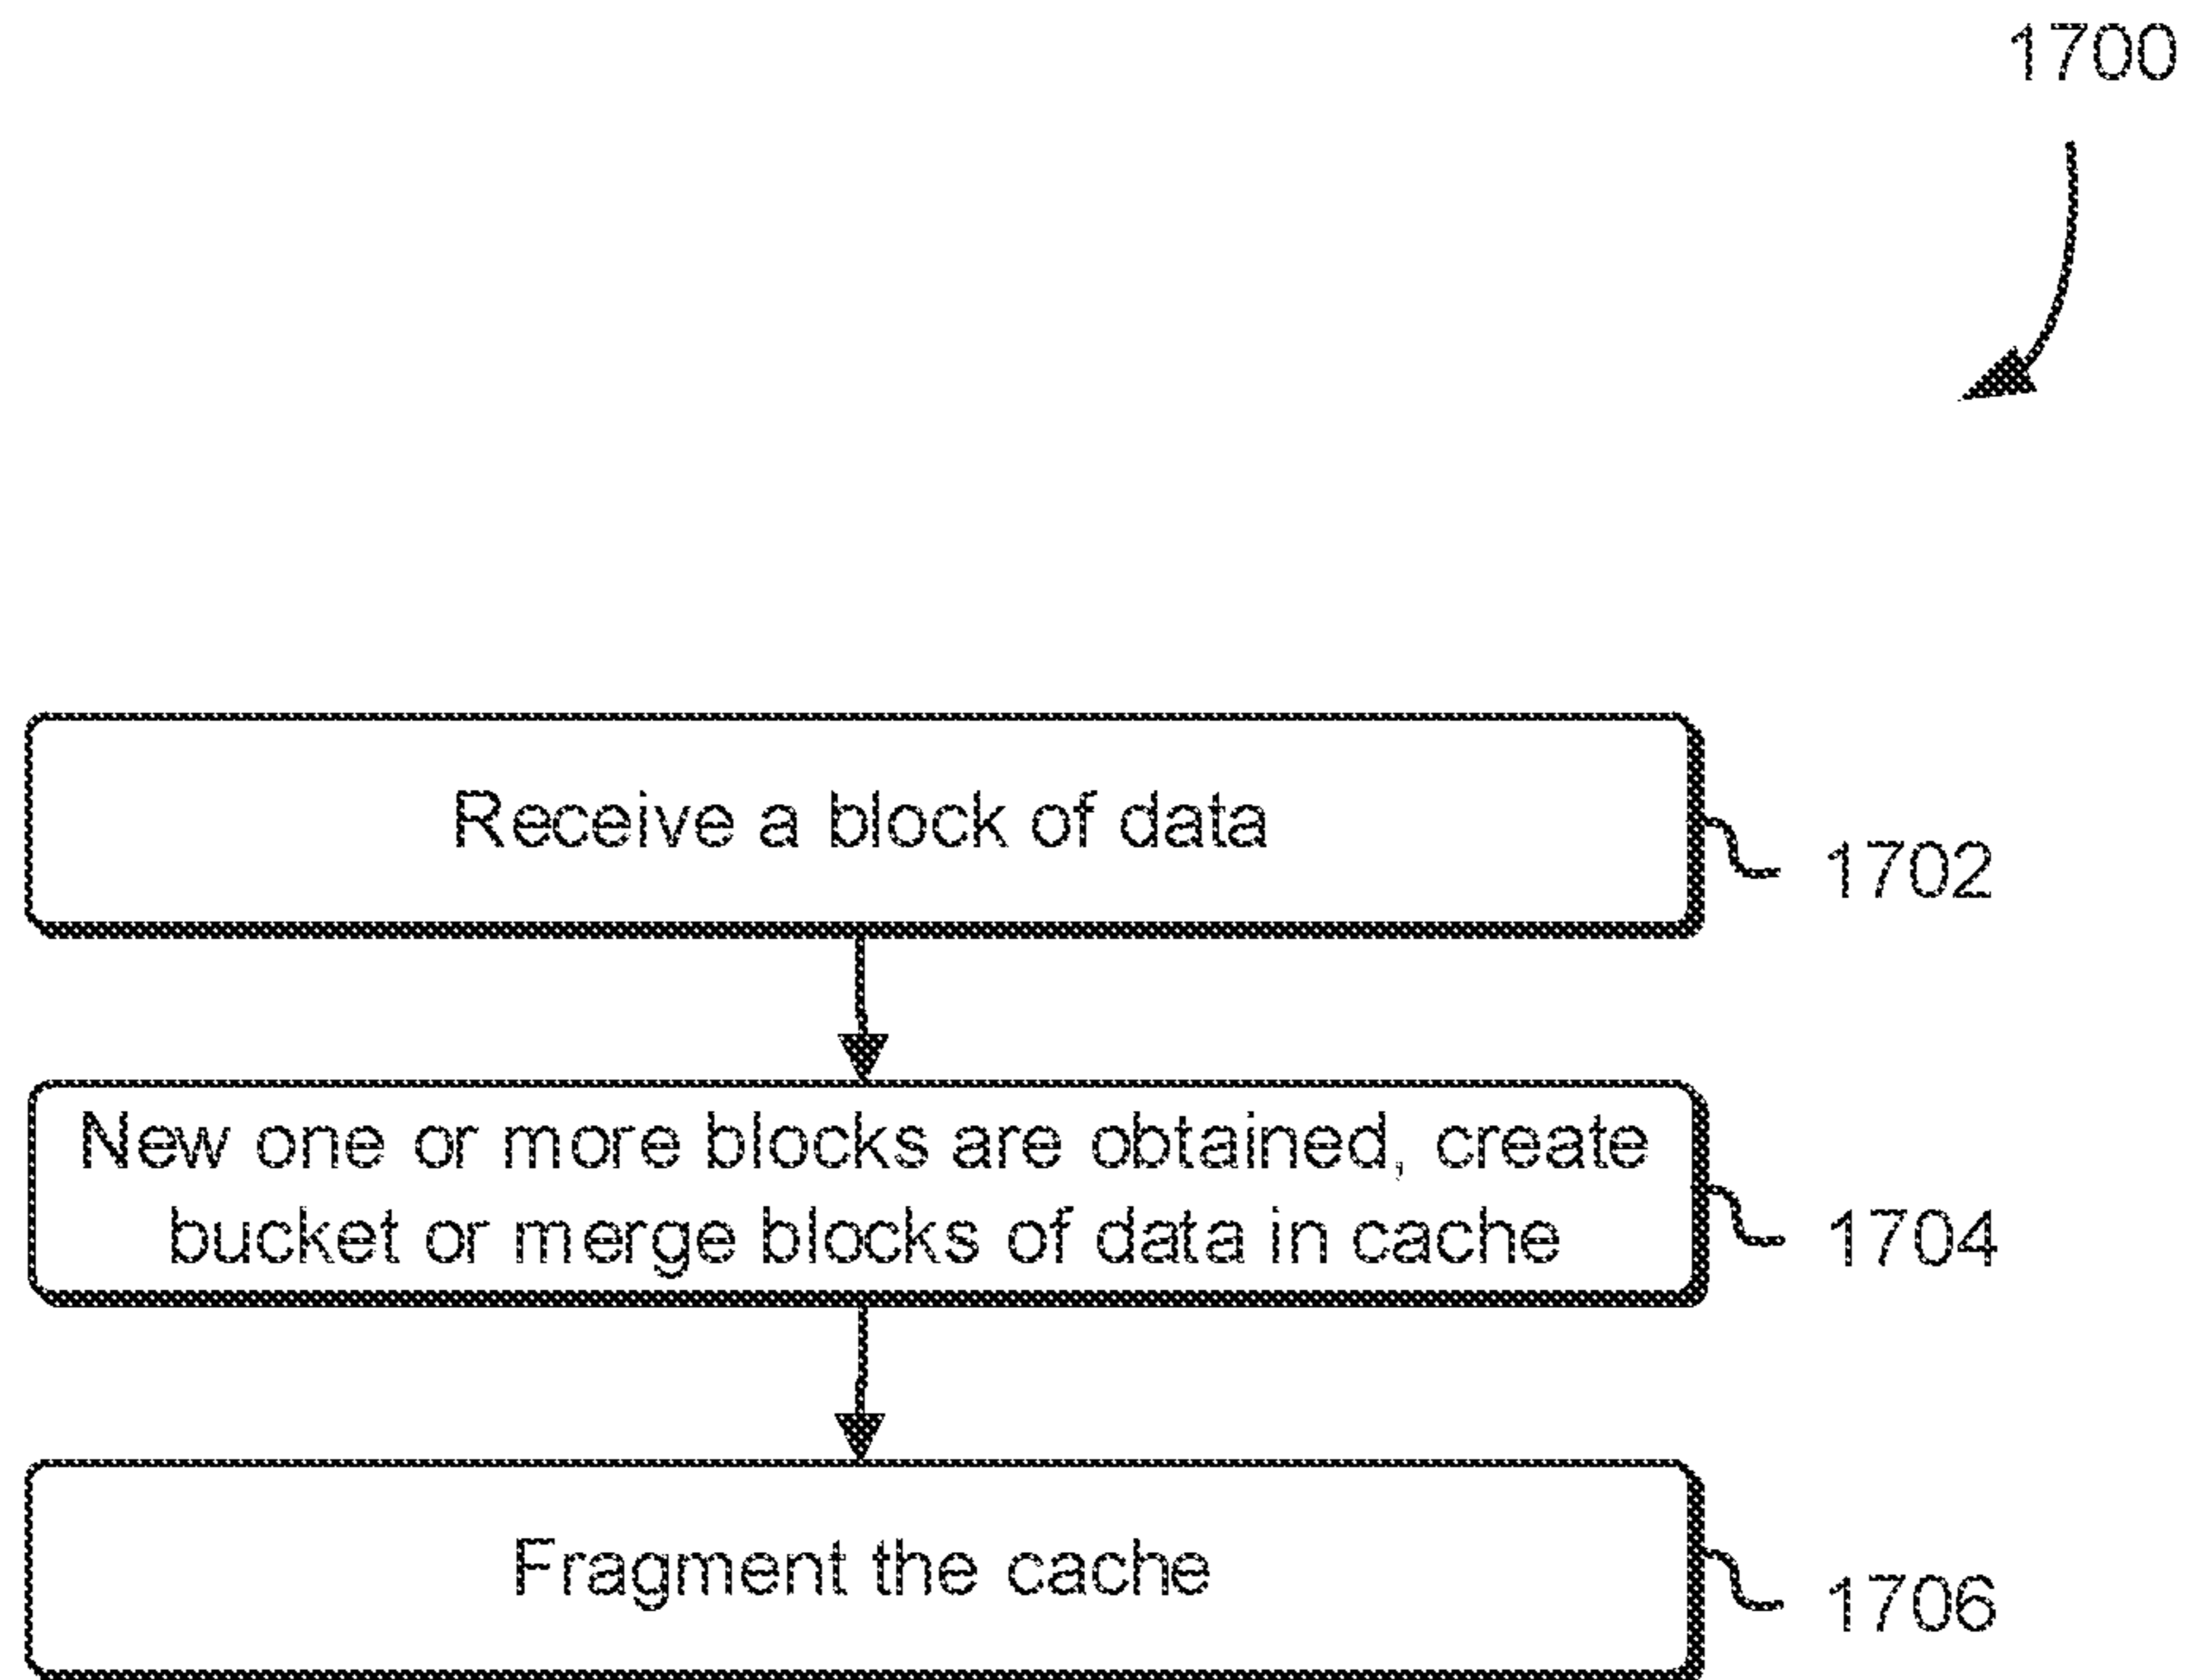 1700
Receive a block of data
1702
New one or more blocks are obtained, create
bucket or merge blocks of data in cache
1704
Fragment the cache
1706